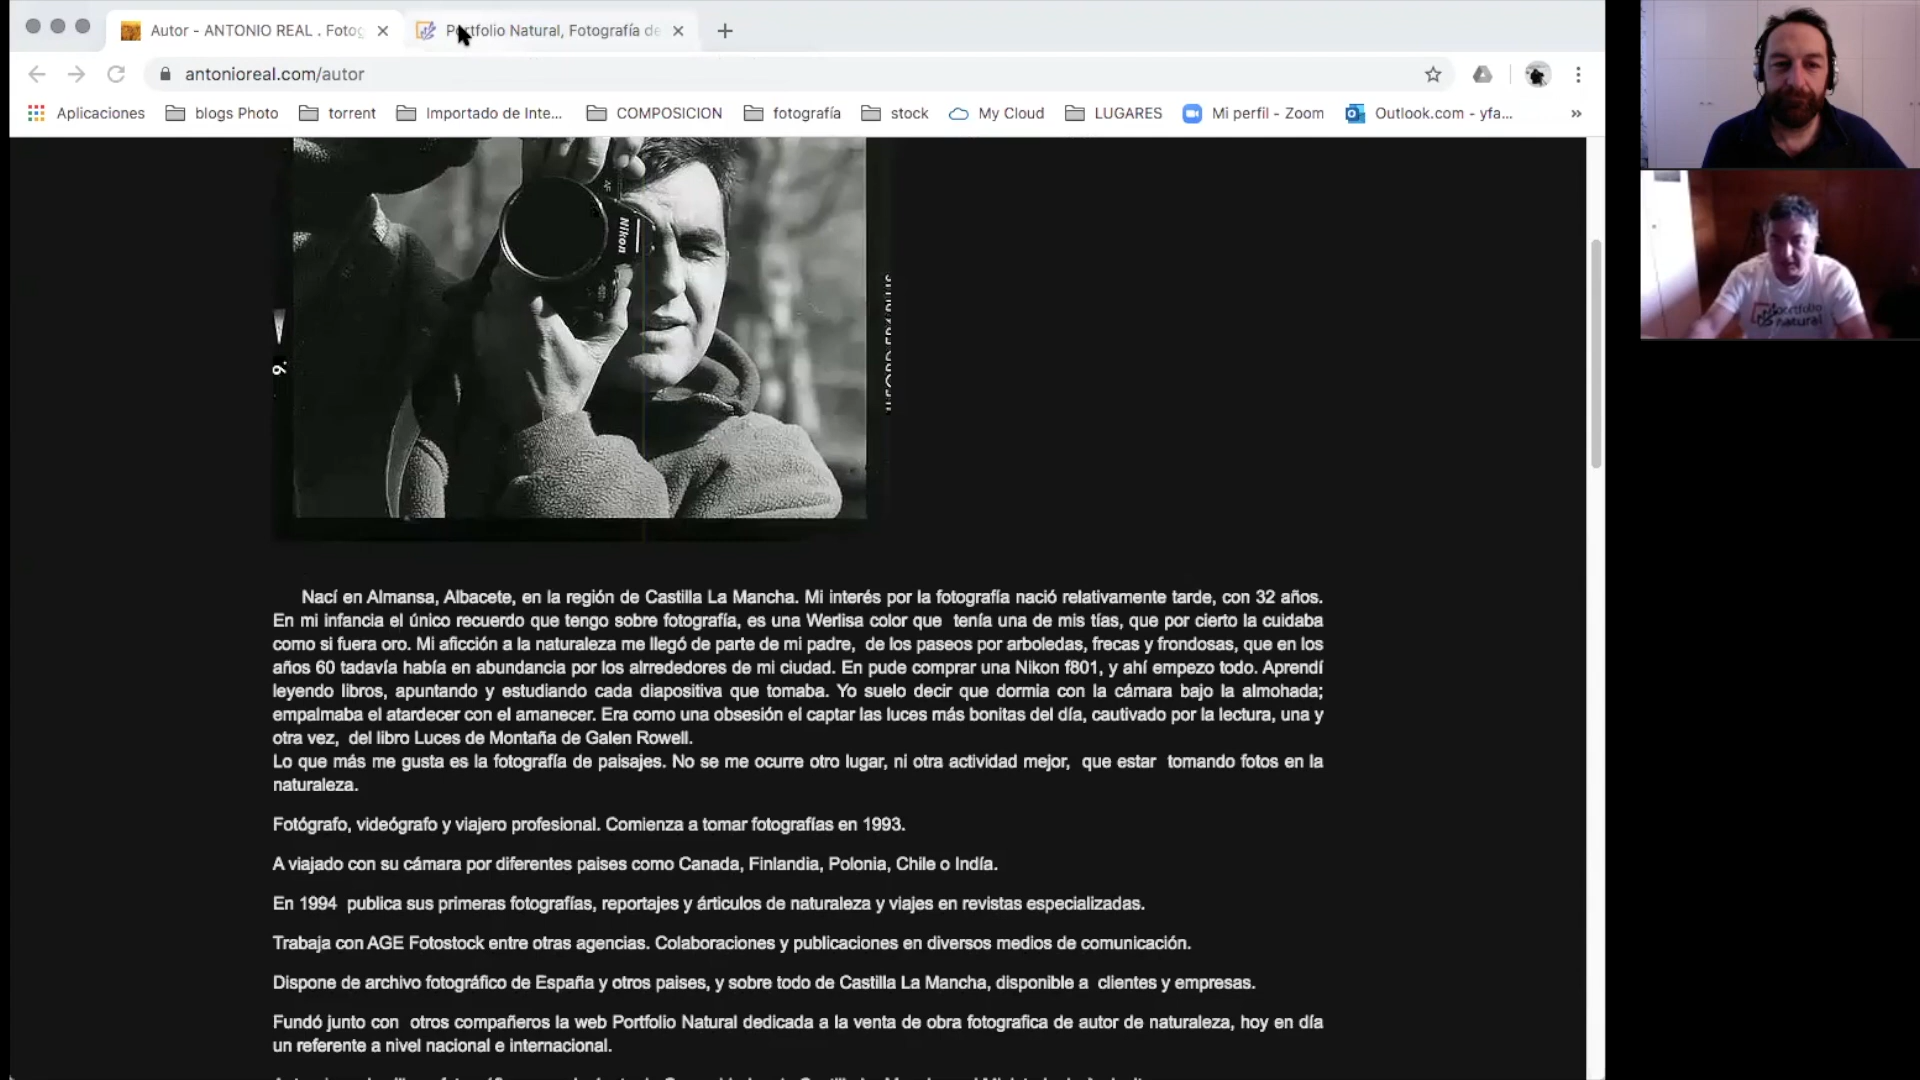 Autor - ANTONIO REAL . Fotog
Portfolio Natural, Fotografía de
antonioreal.com/autor
Aplicaciones blogs Photo torrent Importado de Inte... COMPOSICION fotografía stock My Cloud LUGARES Mi perfil - Zoom Outlook.com - yfa... »
AF
Nikon
9.
portfolio
natural
Nací en Almansa, Albacete, en la región de Castilla La Mancha. Mi interés por la fotografía nació relativamente tarde, con 32 años.
En mi infancia el único recuerdo que tengo sobre fotografía, es una Werlisa color que tenía una de mis tías, que por cierto la cuidaba
como si fuera oro. Mi afición a la naturaleza me llegó de parte de mi padre, de los paseos por arboledas, frecas y frondosas, que en los
años 60 tadavía había en abundancia por los alrrededores de mi ciudad. En pude comprar una Nikon f801, y ahí empezo todo. Aprendí
leyendo libros, apuntando y estudiando cada diapositiva que tomaba. Yo suelo decir que dormia con la cámara bajo la almohada;
empalmaba el atardecer con el amanecer. Era como una obsesión el captar las luces más bonitas del día, cautivado por la lectura, una y
otra vez, del libro Luces de Montaña de Galen Rowell.
Lo que más me gusta es la fotografía de paisajes. No se me ocurre otro lugar, ni otra actividad mejor, que estar tomando fotos en la
naturaleza.
Fotógrafo, videógrafo y viajero profesional. Comienza a tomar fotografías en 1993.
A viajado con su cámara por diferentes paises como Canada, Finlandia, Polonia, Chile o Indía.
En 1994 publica sus primeras fotografías, reportajes y árticulos de naturaleza y viajes en revistas especializadas.
Trabaja con AGE Fotostock entre otras agencias. Colaboraciones y publicaciones en diversos medios de comunicación.
Dispone de archivo fotográfico de España y otros paises, y sobre todo de Castilla La Mancha, disponible a clientes y empresas.
Fundó junto con otros compañeros la web Portfolio Natural dedicada a la venta de obra fotografica de autor de naturaleza, hoy en día
un referente a nivel nacional e internacional.